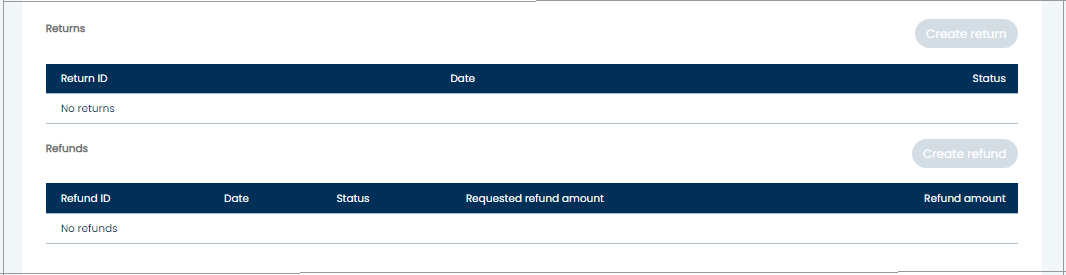 Returns
Create return
Return ID Date Status
No returns
Refunds
Create refund
Refund ID Date Status Requested refund amount Refund amount
No refunds